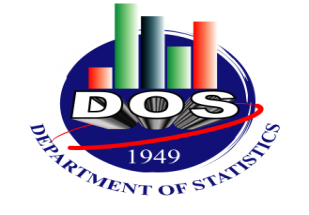 DOS
1949
DEPARTMENT OF STATISTICS